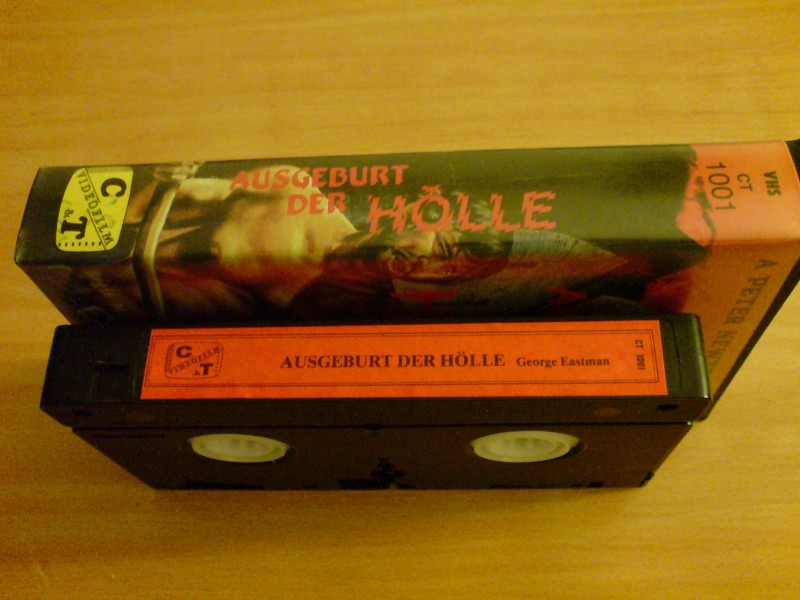 C
VIDEOFILM
& T
AUSGEBURT
DER HÖLLE
VHS
CT
1001
A PETER NEW
C
VIDEOFILM
& T
AUSGEBURT DER HÖLLE George Eastman
CT 1001